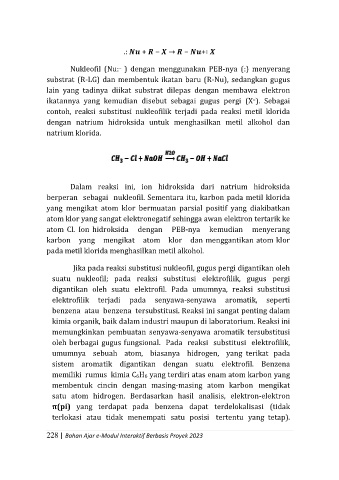 .: Nu + R − X → R − Nu+: X
Nukleofil (Nu:⁻ ) dengan menggunakan PEB-nya (:) menyerang
substrat (R-LG) dan membentuk ikatan baru (R-Nu), sedangkan gugus
lain yang tadinya diikat substrat dilepas dengan membawa elektron
ikatannya yang kemudian disebut sebagai gugus pergi (X⁻). Sebagai
contoh, reaksi substitusi nukleofilik terjadi pada reaksi metil klorida
dengan natrium hidroksida untuk menghasilkan metil alkohol dan
natrium klorida.
H2O
CH₃ − Cl + NaOH ⟶ CH₃ − OH + NaCl
Dalam reaksi ini, ion hidroksida dari natrium hidroksida
berperan sebagai nukleofil. Sementara itu, karbon pada metil klorida
yang mengikat atom klor bermuatan parsial positif yang diakibatkan
atom klor yang sangat elektronegatif sehingga awan elektron tertarik ke
atom Cl. Ion hidroksida dengan PEB-nya kemudian menyerang
karbon yang mengikat atom klor dan menggantikan atom klor
pada metil klorida menghasilkan metil alkohol.
Jika pada reaksi substitusi nukleofil, gugus pergi digantikan oleh
suatu nukleofil; pada reaksi substitusi elektrofilik, gugus pergi
digantikan oleh suatu elektrofil. Pada umumnya, reaksi substitusi
elektrofilik terjadi pada senyawa-senyawa aromatik, seperti
benzena atau benzena tersubstitusi. Reaksi ini sangat penting dalam
kimia organik, baik dalam industri maupun di laboratorium. Reaksi ini
memungkinkan pembuatan senyawa-senyawa aromatik tersubstitusi
oleh berbagai gugus fungsional. Pada reaksi substitusi elektrofilik,
umumnya sebuah atom, biasanya hidrogen, yang terikat pada
sistem aromatik digantikan dengan suatu elektrofil. Benzena
memiliki rumus kimia C₆H₆ yang terdiri atas enam atom karbon yang
membentuk cincin dengan masing-masing atom karbon mengikat
satu atom hidrogen. Berdasarkan hasil analisis, elektron-elektron
π(pi) yang terdapat pada benzena dapat terdelokalisasi (tidak
terlokasi atau tidak menempati satu posisi tertentu yang tetap).
228 | Bahan Ajar e-Modul Interaktif Berbasis Proyek 2023